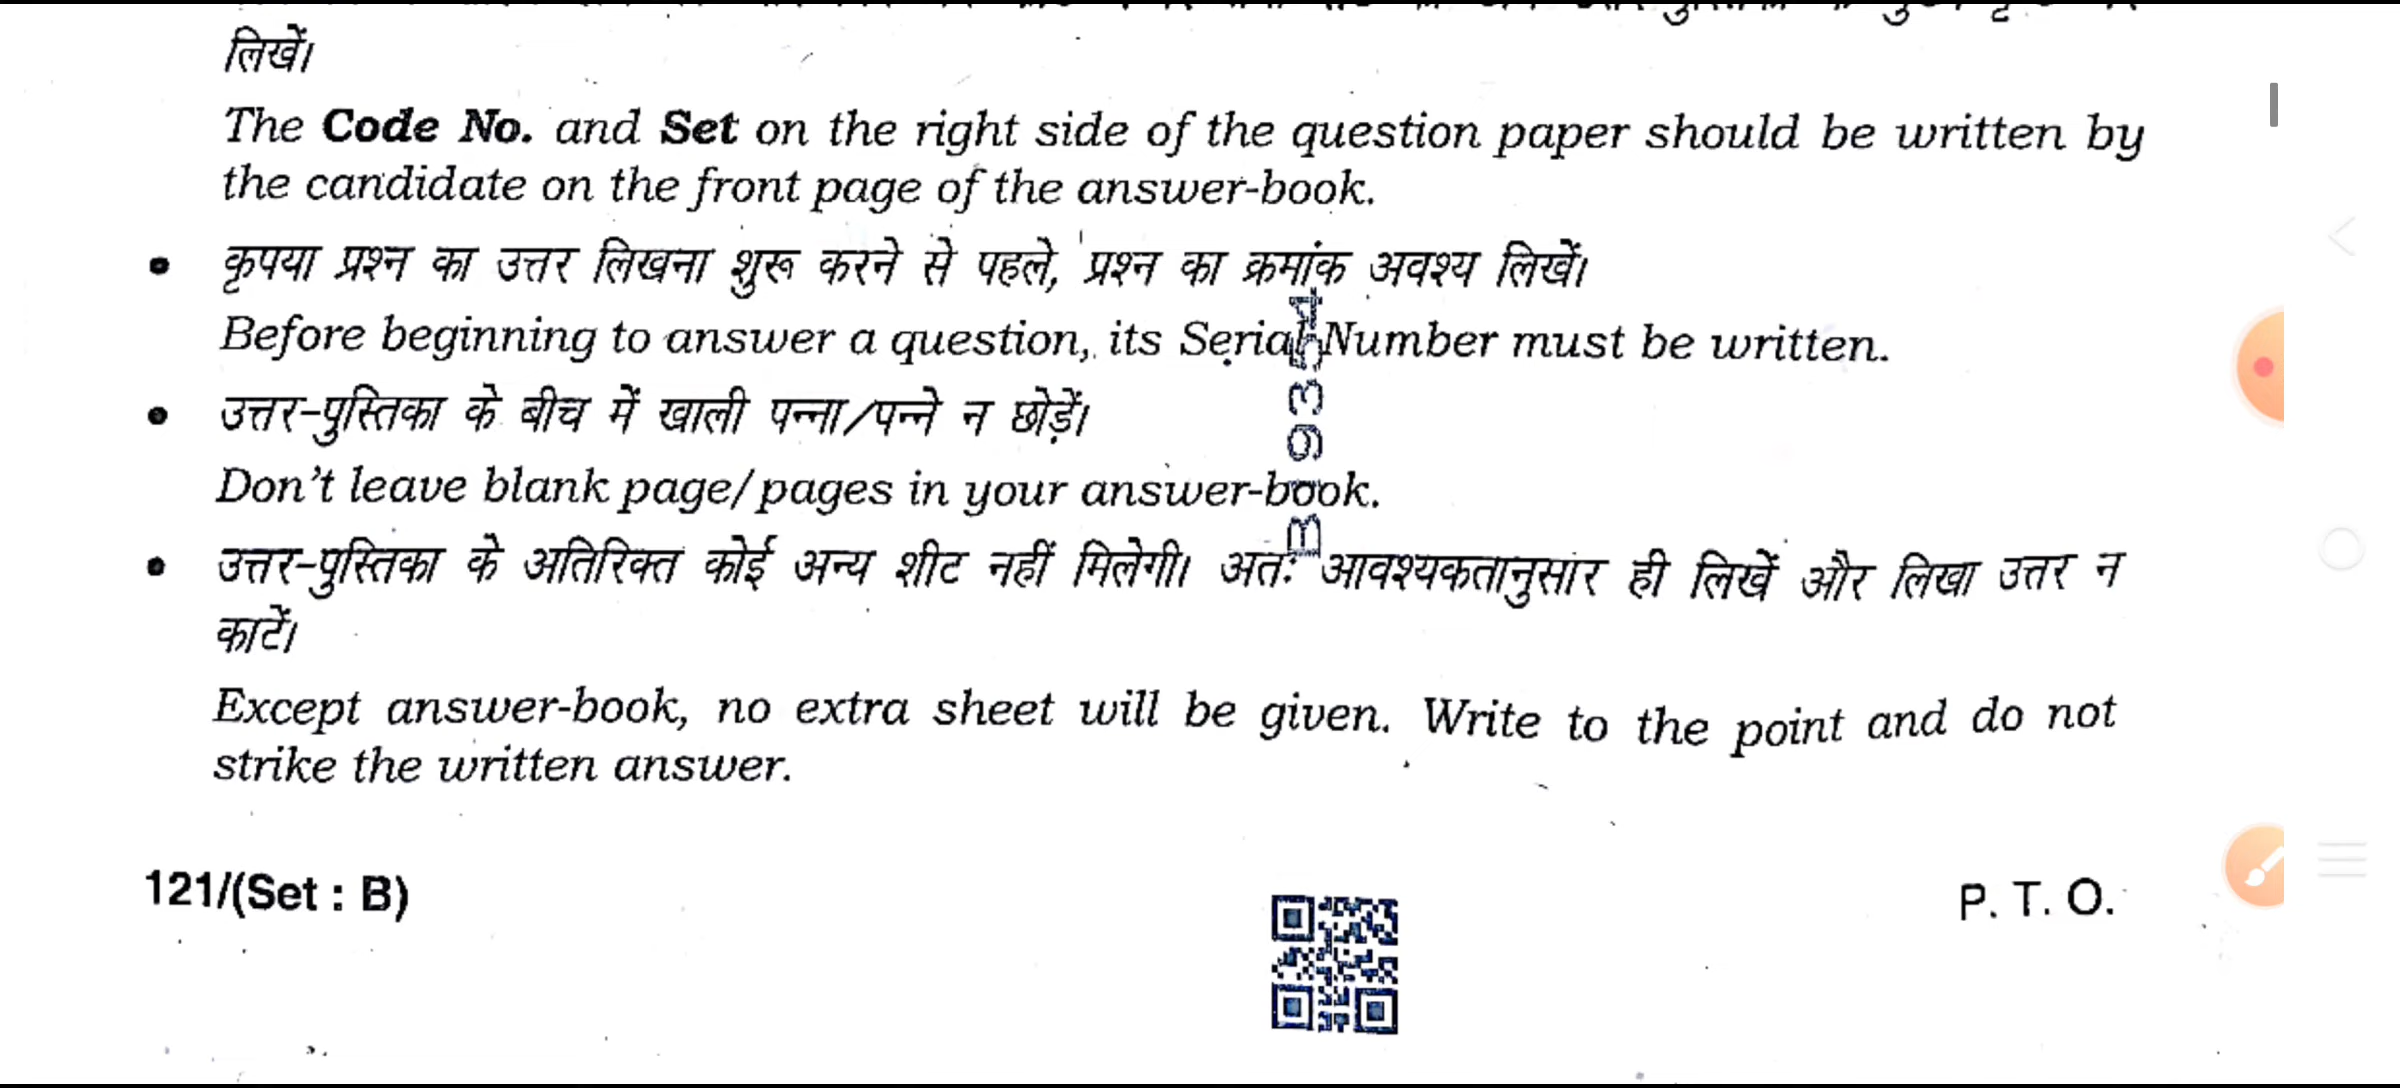 लिखें।
The Code No. and Set on the right side of the question paper should be written by
the candidate on the front page of the answer-book.
• कृपया प्रश्न का उत्तर लिखना शुरू करने से पहले, प्रश्न का क्रमांक अवश्य लिखें।
Before beginning to answer a question, its Serial Number must be written.
• उत्तर-पुस्तिका के बीच में खाली पन्ना/पन्ने न छोड़ें।
Don't leave blank page/pages in your answer-book.
• उत्तर-पुस्तिका के अतिरिक्त कोई अन्य शीट नहीं मिलेगी। अतः आवश्यकतानुसार ही लिखें और लिखा उत्तर न
काटें।
Except answer-book, no extra sheet will be given. Write to the point and do not
strike the written answer.
121/(Set : B)
P. T. O.